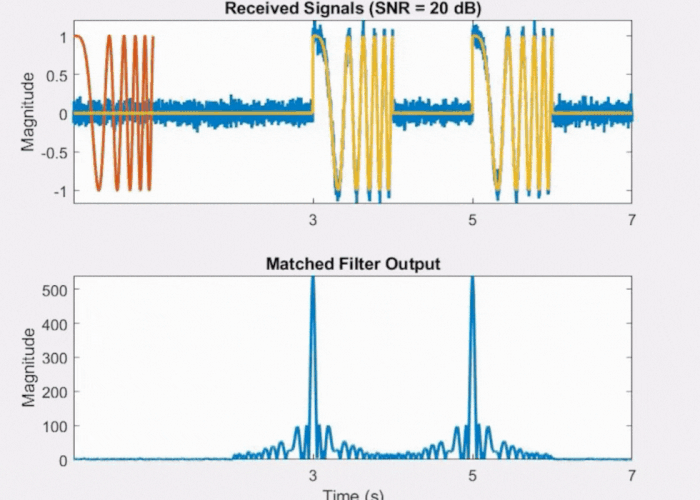 Received Signals (SNR = 20 dB)
1
0.5
0
-0.5
-1
Magnitude
3 5 7
Matched Filter Output
500
400
300
200
100
0
Magnitude
3 5 7
Time (s)